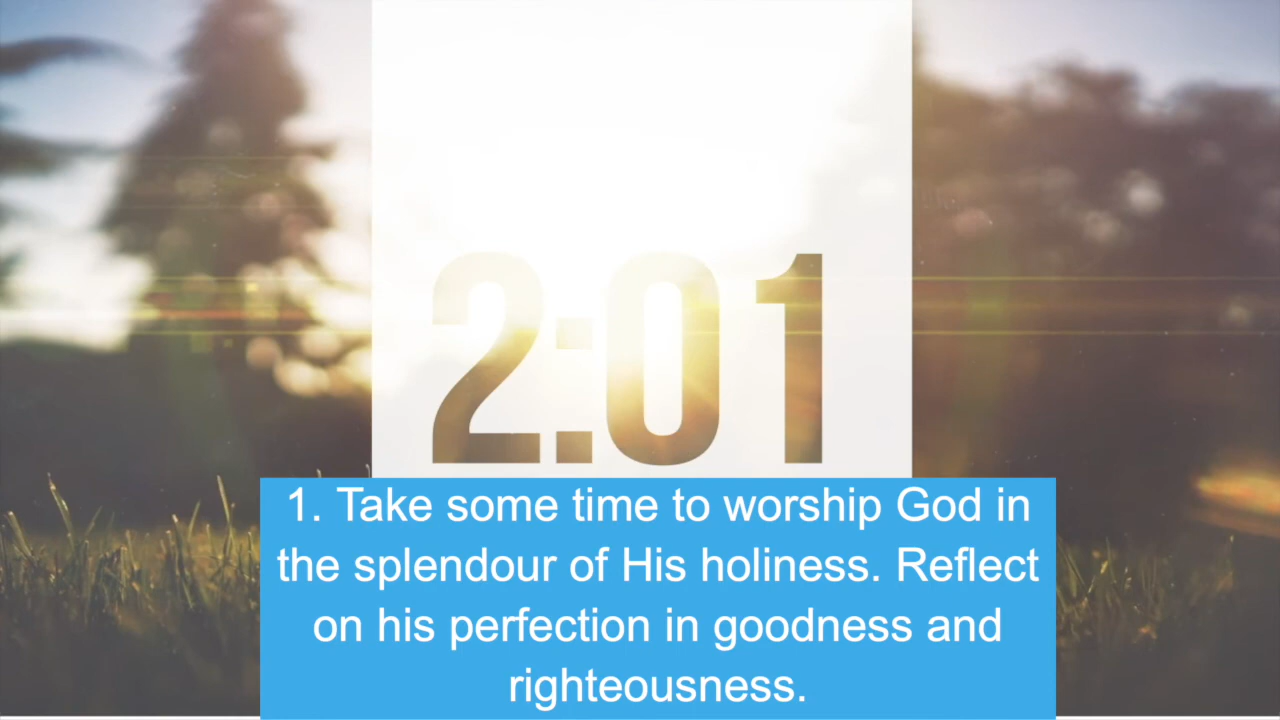 2:01
1. Take some time to worship God in
the splendour of His holiness. Reflect
on his perfection in goodness and
righteousness.